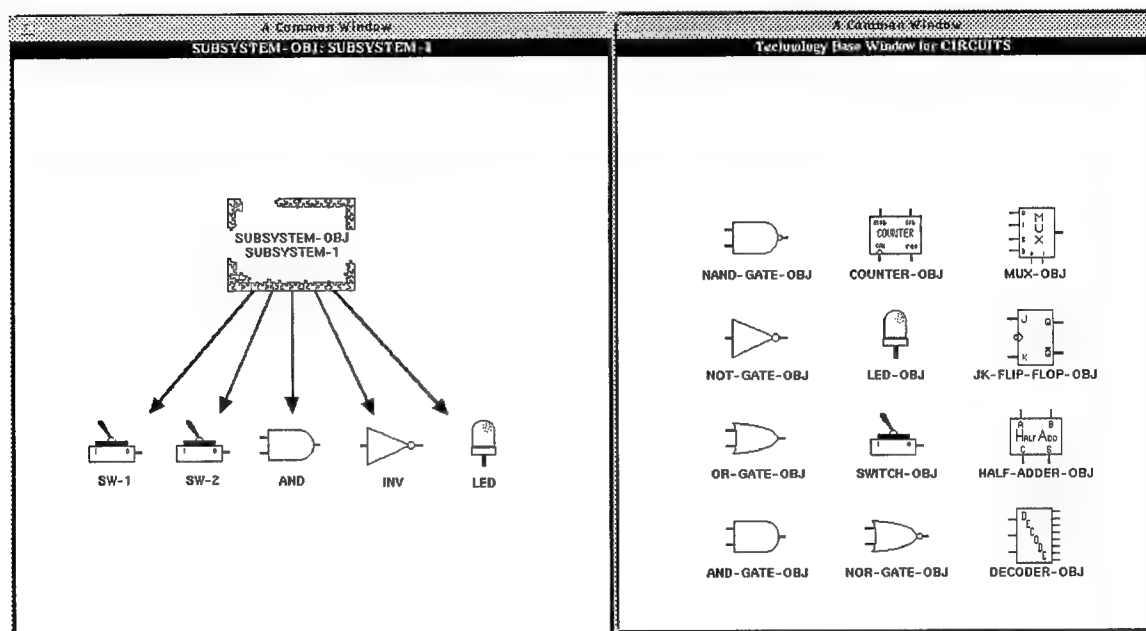 A Common Window
SUBSYSTEM-OBJ: SUBSYSTEM-1
SUBSYSTEM-OBJ
SUBSYSTEM-1
SW-1 SW-2 AND INV LED
A Common Window
Technology Base Window for CIRCUITS
COUNTER
MUX
NAND-GATE-OBJ COUNTER-OBJ MUX-OBJ
J Q
K Q
NOT-GATE-OBJ LED-OBJ JK-FLIP-FLOP-OBJ
A B
HALF ADD
C S
OR-GATE-OBJ SWITCH-OBJ HALF-ADDER-OBJ
DECODE
AND-GATE-OBJ NOR-GATE-OBJ DECODER-OBJ